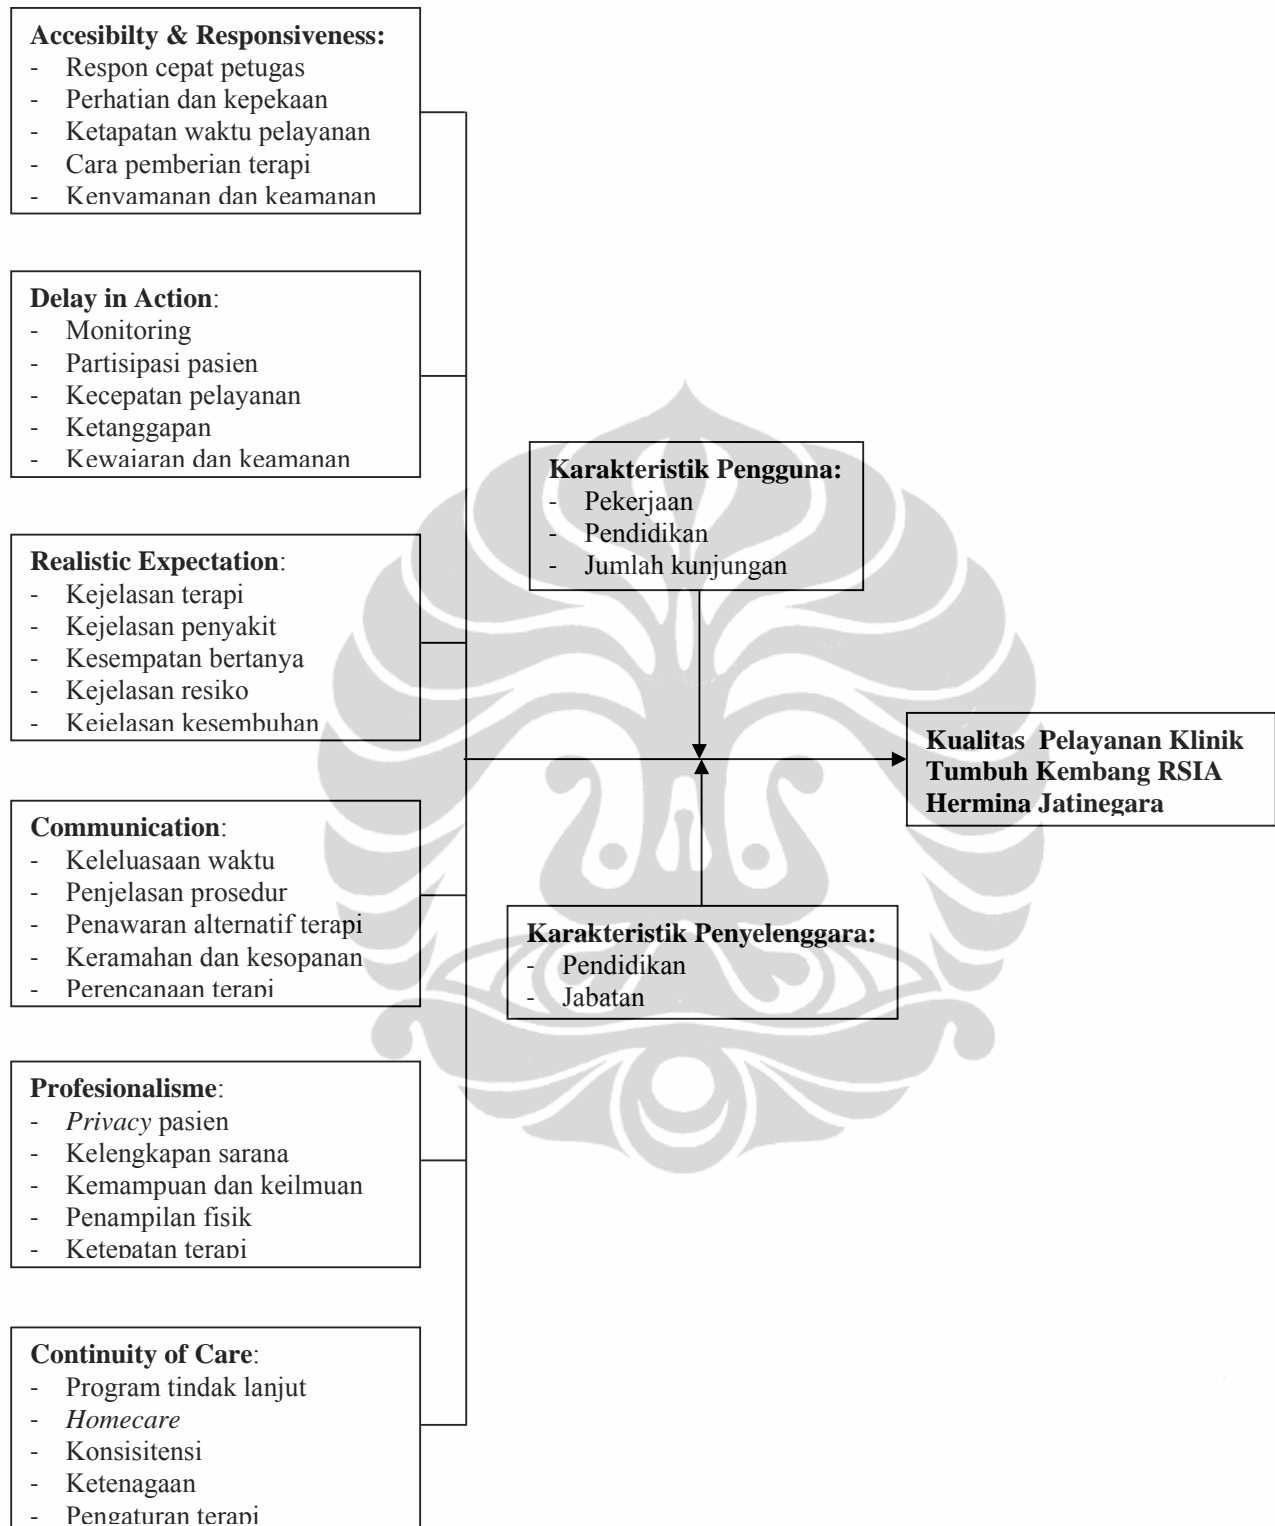 Accesibilty & Responsiveness:
- Respon cepat petugas
- Perhatian dan kepekaan
- Ketapatan waktu pelayanan
- Cara pemberian terapi
- Kenyamanan dan keamanan
Delay in Action:
- Monitoring
- Partisipasi pasien
- Kecepatan pelayanan
- Ketanggapan
- Kewajaran dan keamanan
Realistic Expectation:
- Kejelasan terapi
- Kejelasan penyakit
- Kesempatan bertanya
- Kejelasan resiko
- Kejelasan kesembuhan
Communication:
- Keleluasaan waktu
- Penjelasan prosedur
- Penawaran alternatif terapi
- Keramahan dan kesopanan
- Perencanaan terapi
Profesionalisme:
- Privacy pasien
- Kelengkapan sarana
- Kemampuan dan keilmuan
- Penampilan fisik
- Ketepatan terapi
Continuity of Care:
- Program tindak lanjut
- Homecare
- Konsisitensi
- Ketenagaan
- Pengaturan terapi
Karakteristik Pengguna:
- Pekerjaan
- Pendidikan
- Jumlah kunjungan
Karakteristik Penyelenggara:
- Pendidikan
- Jabatan
Kualitas Pelayanan Klinik
Tumbuh Kembang RSIA
Hermina Jatinegara